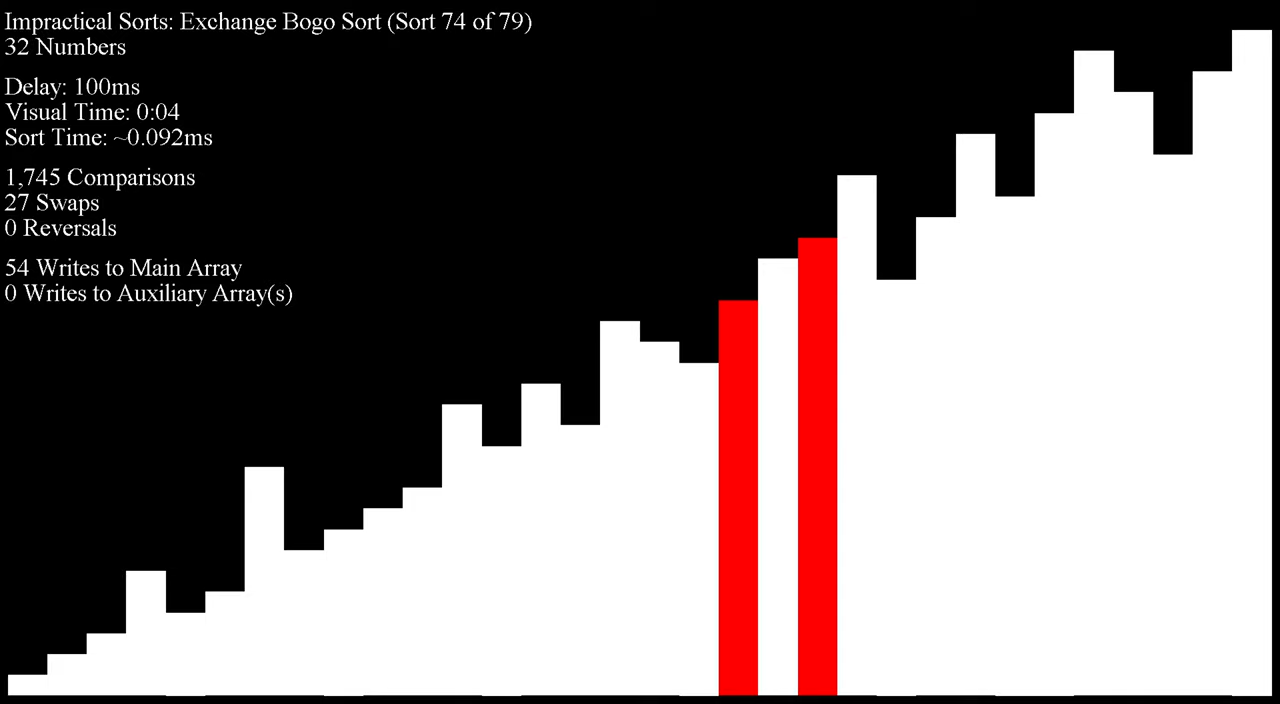 Impractical Sorts: Exchange Bogo Sort (Sort 74 of 79)
32 Numbers
Delay: 100ms
Visual Time: 0:04
Sort Time: ~0.092ms
1,745 Comparisons
27 Swaps
0 Reversals
54 Writes to Main Array
0 Writes to Auxiliary Array(s)